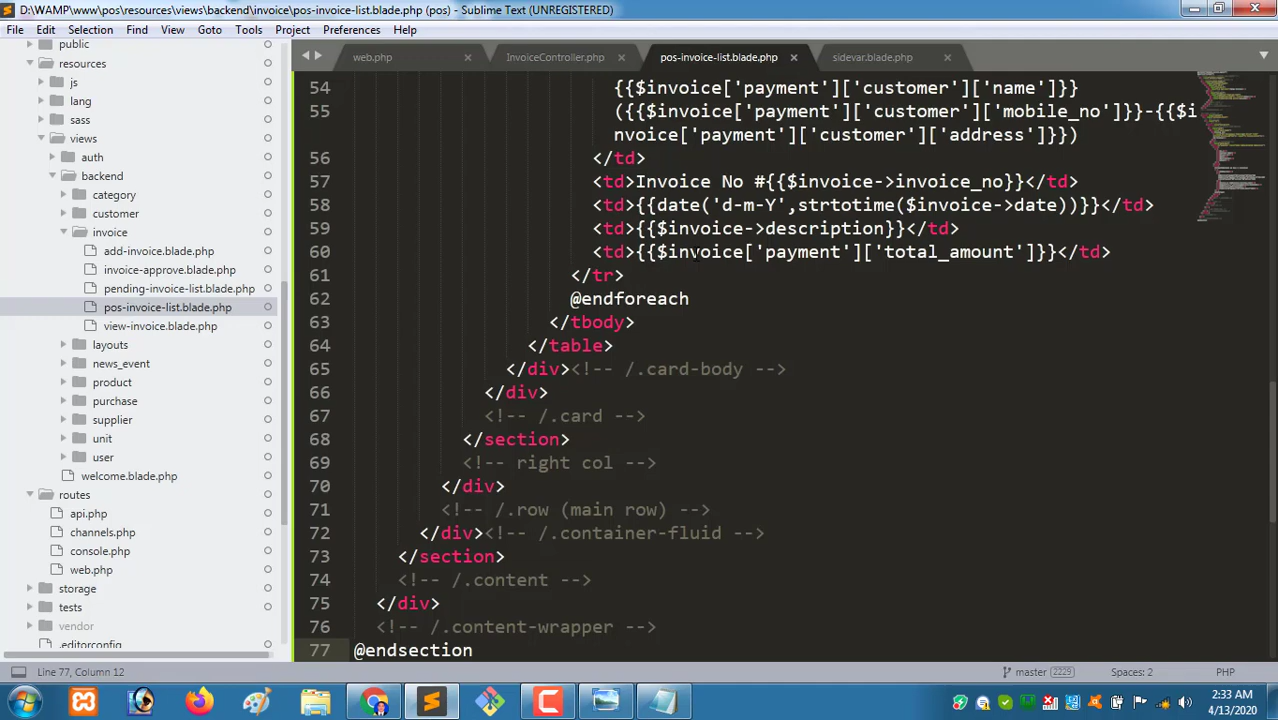 D:\WAMP\www\pos\resources\views\backend\invoice\pos-invoice-list.blade.php (pos) - Sublime Text (UNREGISTERED)
File Edit Selection Find View Goto Tools Project Preferences Help
public
resources
js
lang
sass
views
auth
backend
category
customer
invoice
add-invoice.blade.php
invoice-approve.blade.php
pending-invoice-list.blade.php
pos-invoice-list.blade.php
view-invoice.blade.php
layouts
news_event
product
purchase
supplier
unit
user
welcome.blade.php
routes
api.php
channels.php
console.php
web.php
storage
tests
vendor
.editorconfig
web.php InvoiceController.php pos-invoice-list.blade.php sidevar.blade.php
54 {{$invoice['payment']['customer']['name']}}
55 ({{$invoice['payment']['customer']['mobile_no']}}-{{$i
nvoice['payment']['customer']['address']}})
56 </td>
57 <td>Invoice No #{{$invoice->invoice_no}}</td>
58 <td>{{date('d-m-Y',strtotime($invoice->date))}}</td>
59 <td>{{$invoice->description}}</td>
60 <td>{{$invoice['payment']['total_amount']}}</td>
61 </tr>
62 @endforeach
63 </tbody>
64 </table>
65 </div><!-- /.card-body -->
66 </div>
67 <!-- /.card -->
68 </section>
69 <!-- right col -->
70 </div>
71 <!-- /.row (main row) -->
72 </div><!-- /.container-fluid -->
73 </section>
74 <!-- /.content -->
75 </div>
76 <!-- /.content-wrapper -->
77 @endsection
Line 77, Column 12 master 2225 Spaces: 2 PHP
2:33 AM
4/13/2020